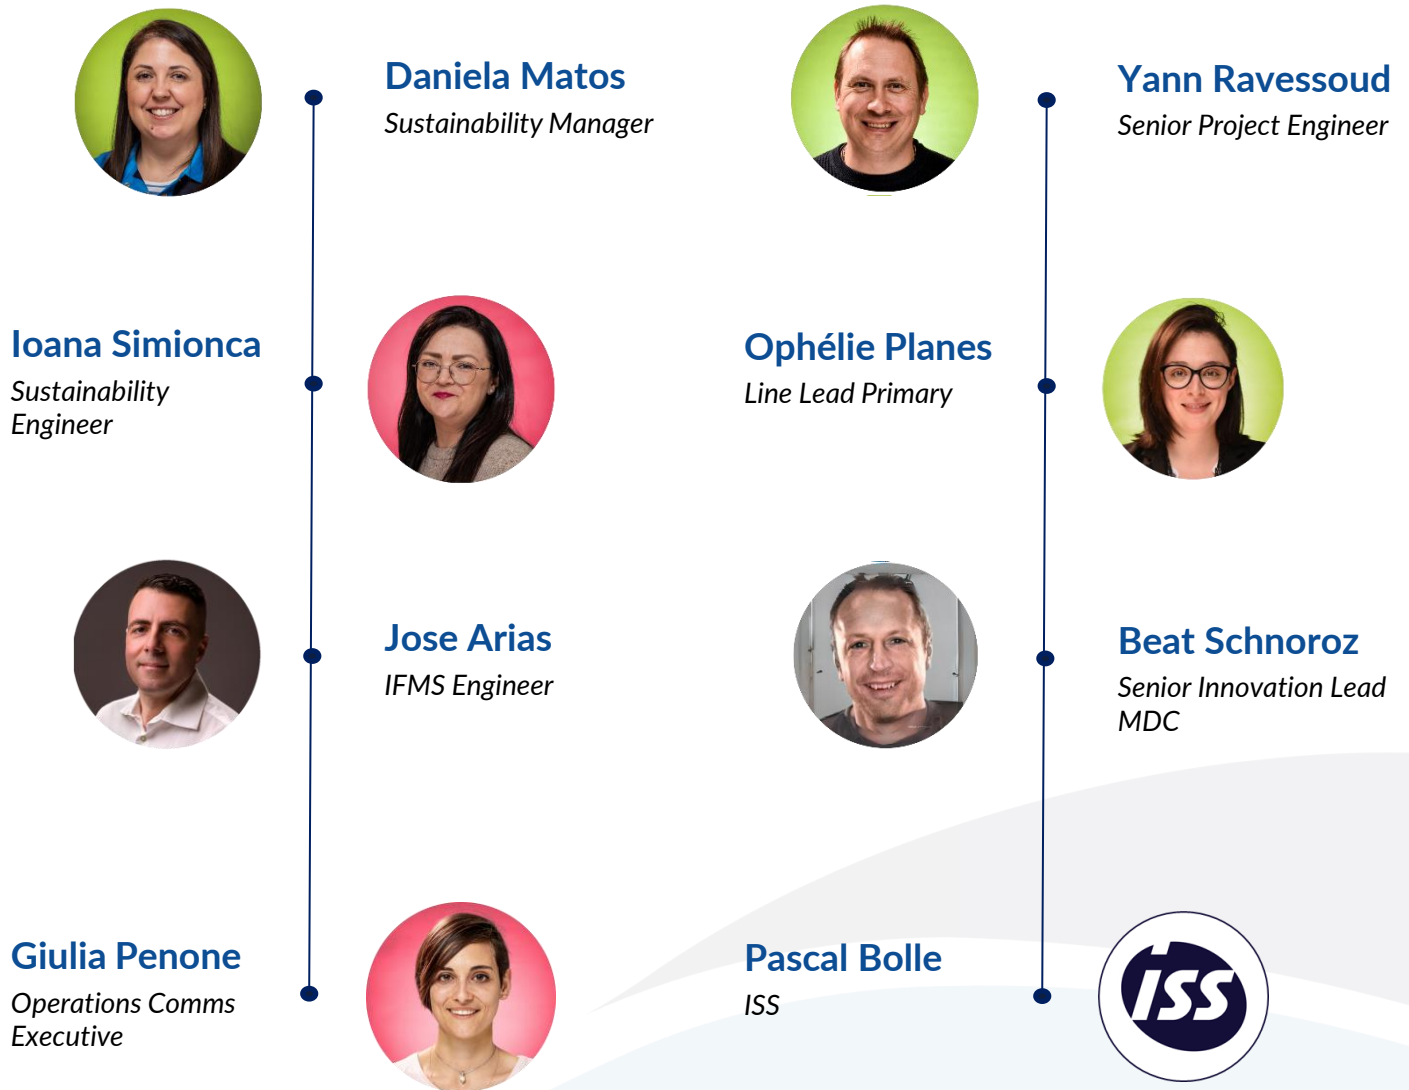 Daniela Matos
Sustainability Manager
Ioana Simionca
Sustainability
Engineer
Jose Arias
IFMS Engineer
Giulia Penone
Operations Comms
Executive
Yann Ravessoud
Senior Project Engineer
Ophélie Planes
Line Lead Primary
Beat Schnoroz
Senior Innovation Lead
MDC
Pascal Bolle
ISS
ISS